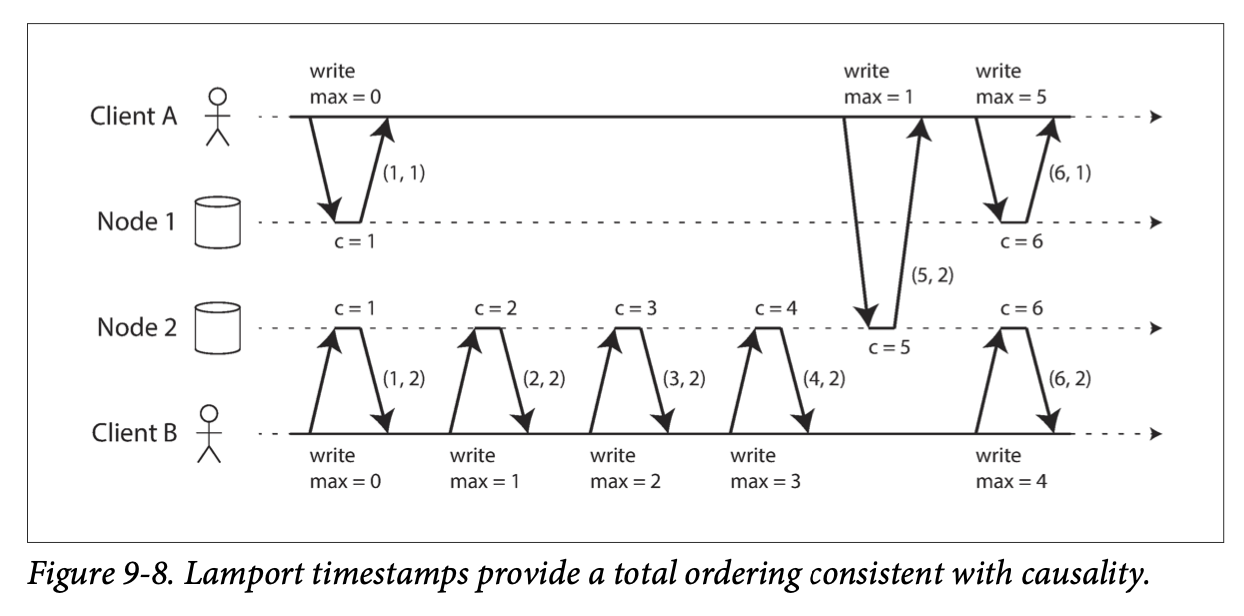 write
max = 0
write
max = 1
write
max = 5
Client A
(1, 1)
(6, 1)
Node 1
c = 1
c = 6
(5, 2)
c = 1
c = 2
c = 3
c = 4
c = 6
Node 2
c = 5
(1, 2)
(2, 2)
(3, 2)
(4, 2)
(6, 2)
Client B
write
max = 0
write
max = 1
write
max = 2
write
max = 3
write
max = 4
Figure 9-8. Lamport timestamps provide a total ordering consistent with causality.